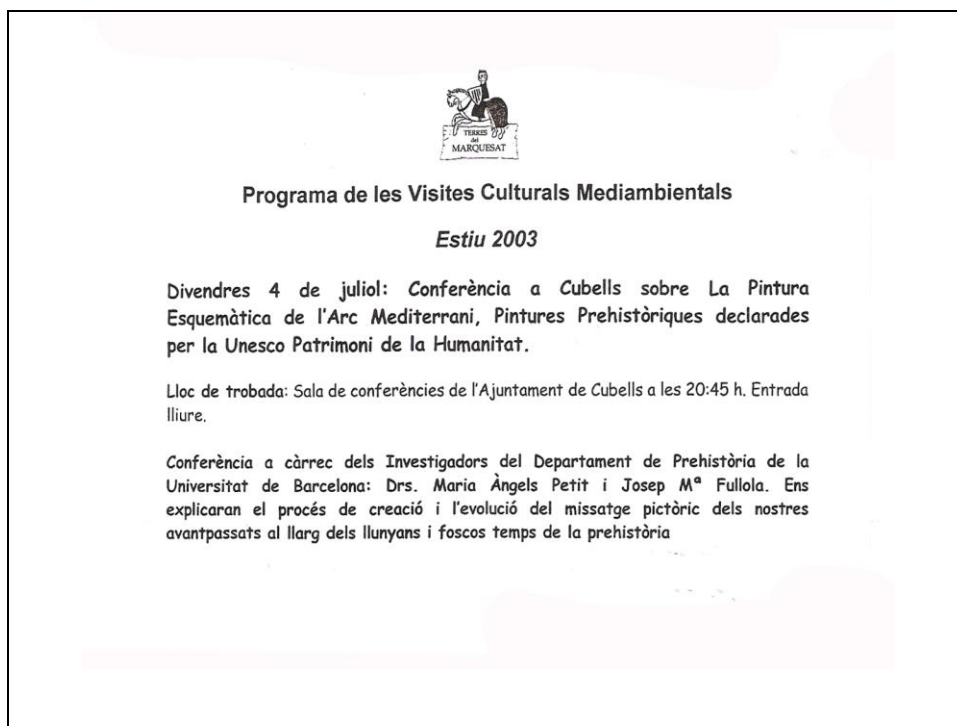 TERRES
del
MARQUESAT
Programa de les Visites Culturals Mediambientals
Estiu 2003
Divendres 4 de juliol: Conferència a Cubells sobre La Pintura
Esquemàtica de l'Arc Mediterrani, Pintures Prehistòriques declarades
per la Unesco Patrimoni de la Humanitat.
Lloc de trobada: Sala de conferències de l'Ajuntament de Cubells a les 20:45 h. Entrada
lliure.
Conferència a càrrec dels Investigadors del Departament de Prehistòria de la
Universitat de Barcelona: Drs. Maria Àngels Petit i Josep Mª Fullola. Ens
explicaran el procés de creació i l'evolució del missatge pictòric dels nostres
avantpassats al llarg dels llunyans i foscos temps de la prehistòria